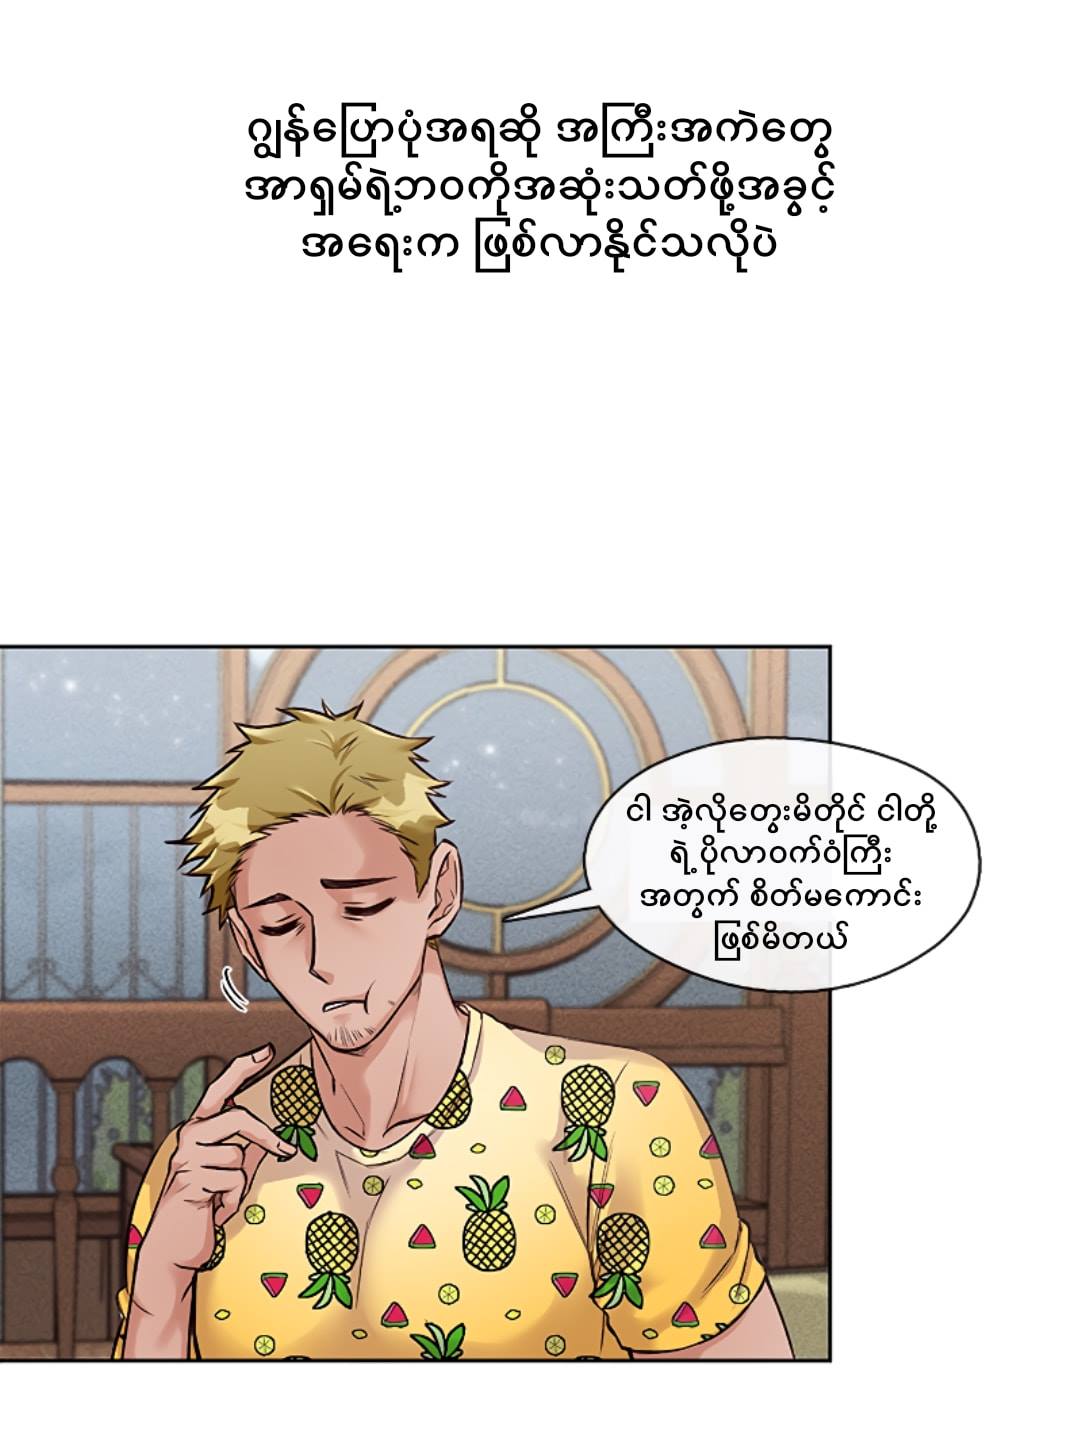 ဂျွန်ပြောပုံအရဆို အကြီးအကဲတွေ
အာရှမ်ရဲ့ဘဝကိုအဆုံးသတ်ဖို့အခွင့်
အရေးက ဖြစ်လာနိုင်သလိုပဲ
ငါ အဲ့လိုတွေးမိတိုင် ငါတို့
ရဲ့ ပိုလာဝက်ဝံကြီး
အတွက် စိတ်မကောင်း
ဖြစ်မိတယ်